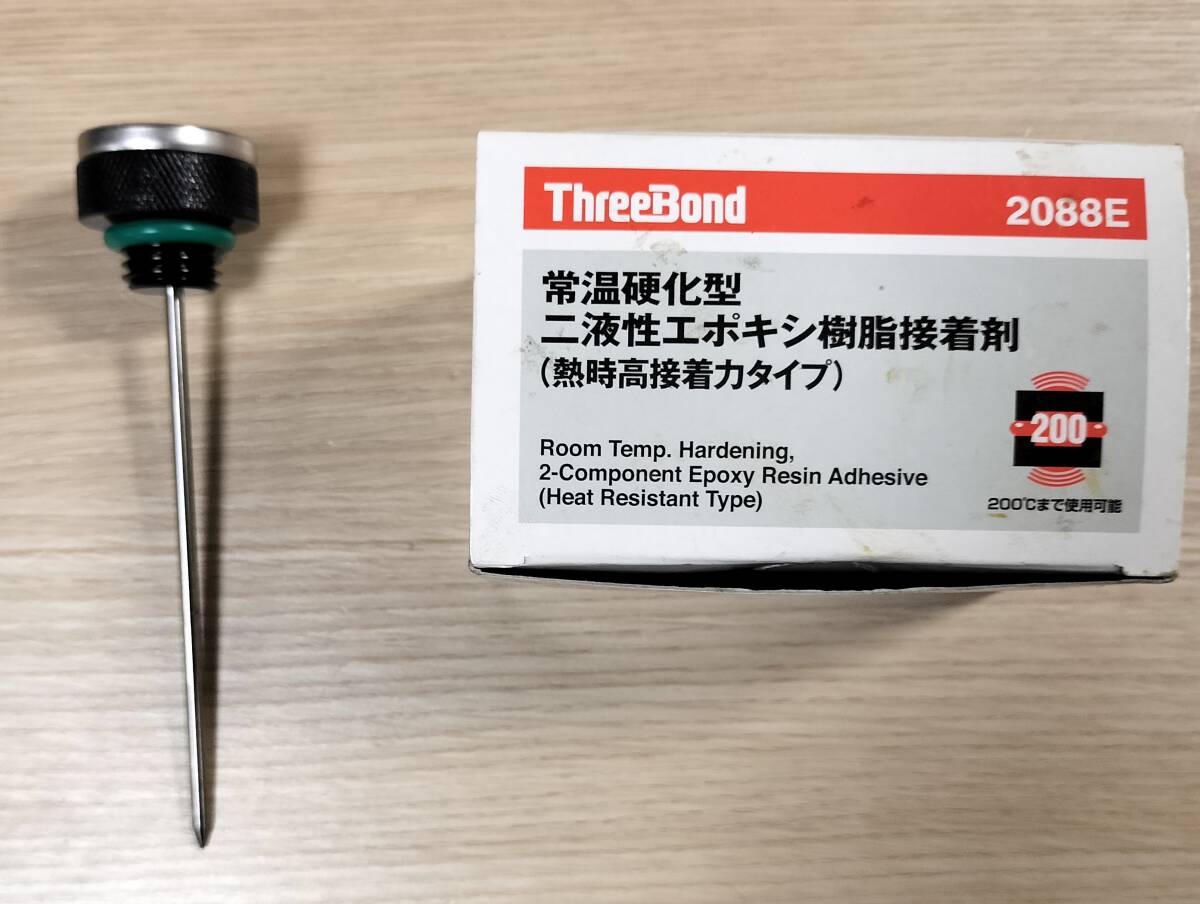 ThreeBond 2088E
常温硬化型
二液性エポキシ樹脂接着剤
(熱時高接着力タイプ)
Room Temp. Hardening,
2-Component Epoxy Resin Adhesive
(Heat Resistant Type)
200
200℃まで使用可能